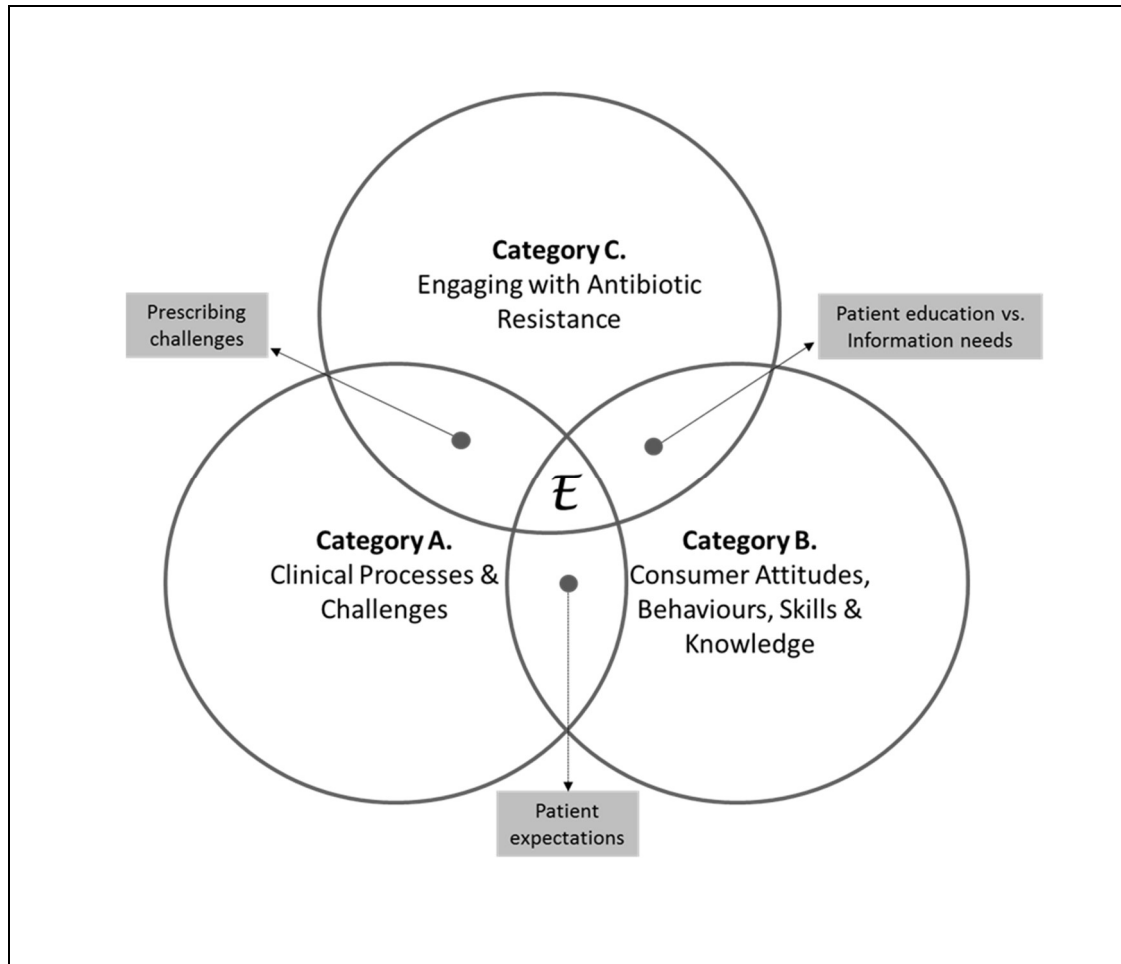 Category C.
Engaging with Antibiotic
Resistance
Prescribing
challenges
Patient education vs.
Information needs
E
Category A.
Clinical Processes &
Challenges
Category B.
Consumer Attitudes,
Behaviours, Skills &
Knowledge
Patient
expectations